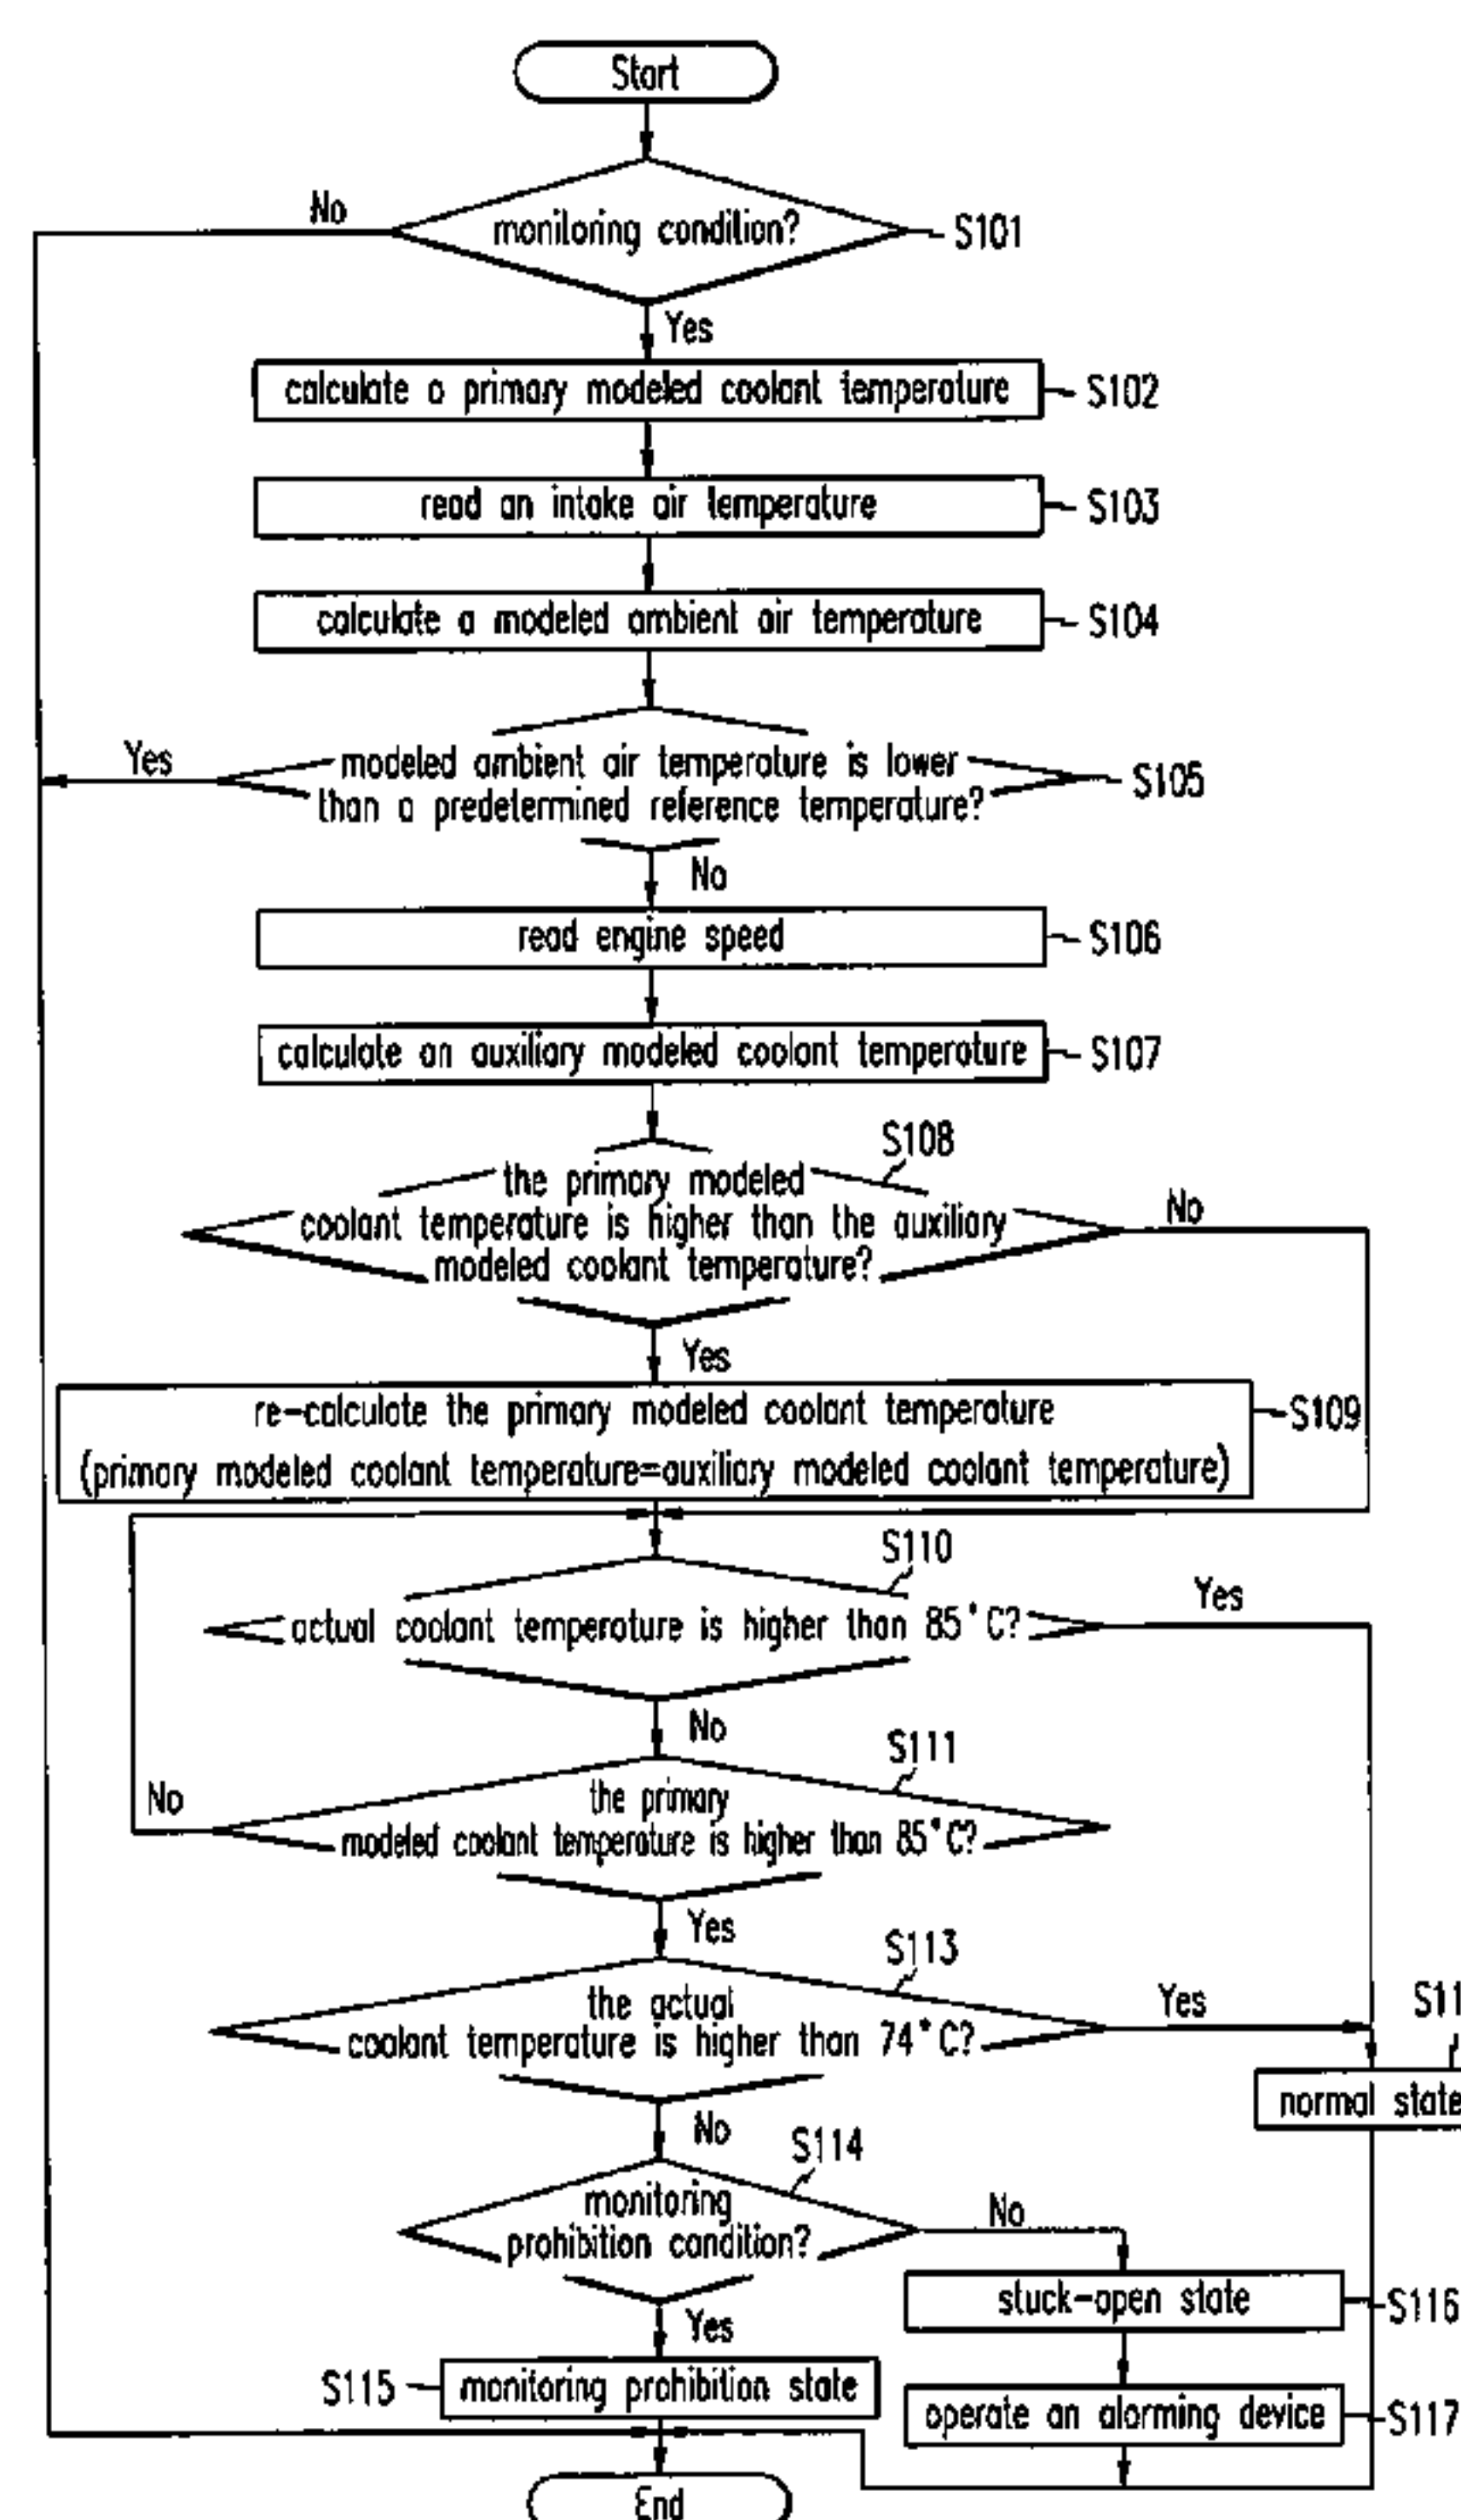 Start
No
monitoring condition?
S101
Yes
calculate a primary modeled coolant temperature
S102
read an intake air temperature
S103
calculate a modeled ambient air temperature
S104
Yes
modeled ambient air temperature is lower
than a predetermined reference temperature?
S105
No
read engine speed
S106
calculate an auxiliary modeled coolant temperature
S107
S108
the primary modeled
coolant temperature is higher than the auxiliary
modeled coolant temperature?
No
Yes
re-calculate the primary modeled coolant temperature
(primary modeled coolant temperature=auxiliary modeled coolant temperature)
S109
S110
actual coolant temperature is higher than 85°C?
Yes
No
S111
the primary
modeled coolant temperature is higher than 85°C?
No
Yes
S113
the actual
coolant temperature is higher than 74°C?
Yes
S11
normal state
No
S114
monitoring
prohibition condition?
No
stuck-open state
S116
Yes
S115
monitoring prohibition state
operate an alarming device
S117
End